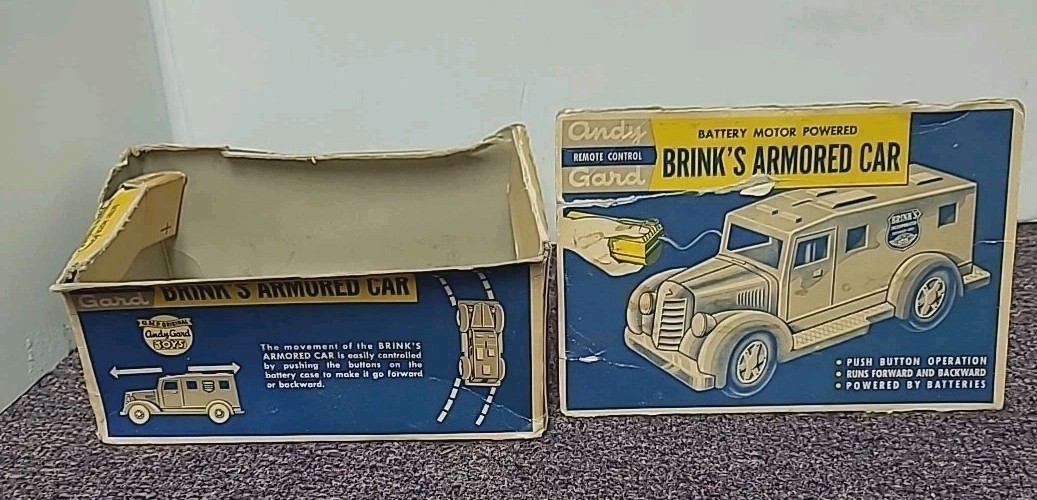 Gard BRINK'S ARMORED CAR
G.M.P. ORIGINAL
Andy Gard
TOYS
The movement of the BRINK'S
ARMORED CAR is easily controlled
by pushing the buttons on the
battery case to make it go forward
or backward.
Andy
REMOTE CONTROL
Gard
BATTERY MOTOR POWERED
BRINK'S ARMORED CAR
BRINK'S
• PUSH BUTTON OPERATION
• RUNS FORWARD AND BACKWARD
• POWERED BY BATTERIES